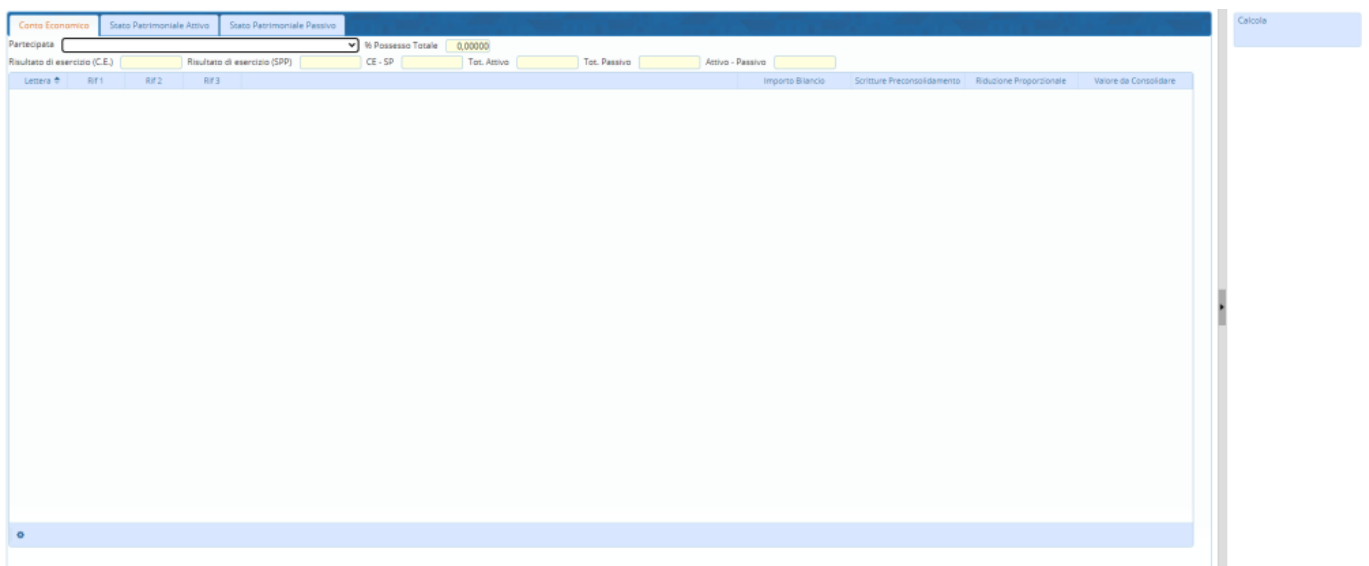 Conto Economico Stato Patrimoniale Attivo Stato Patrimoniale Passivo
Calcola
Partecipata % Possesso Totale 0,00000
Risultato di esercizio (C.E.) Risultato di esercizio (SPP) CE - SP Tot. Attivo Tot. Passivo Attivo - Passivo
Lettera Rif 1 Rif 2 Rif 3 Importo Bilancio Scritture Preconsolidamento Riduzione Proporzionale Valore da Consolidare